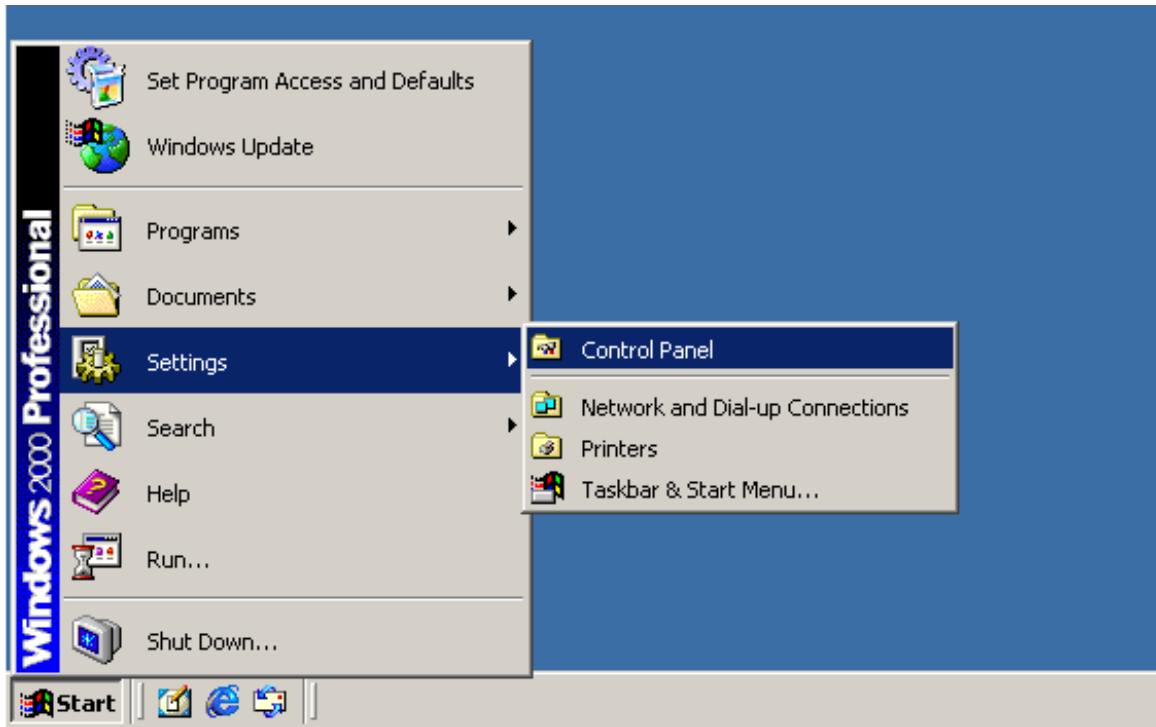 Set Program Access and Defaults
Windows Update
Programs
Documents
Settings
Search
Help
Run...
Shut Down...
Control Panel
Network and Dial-up Connections
Printers
Taskbar & Start Menu...
Windows 2000 Professional
Start